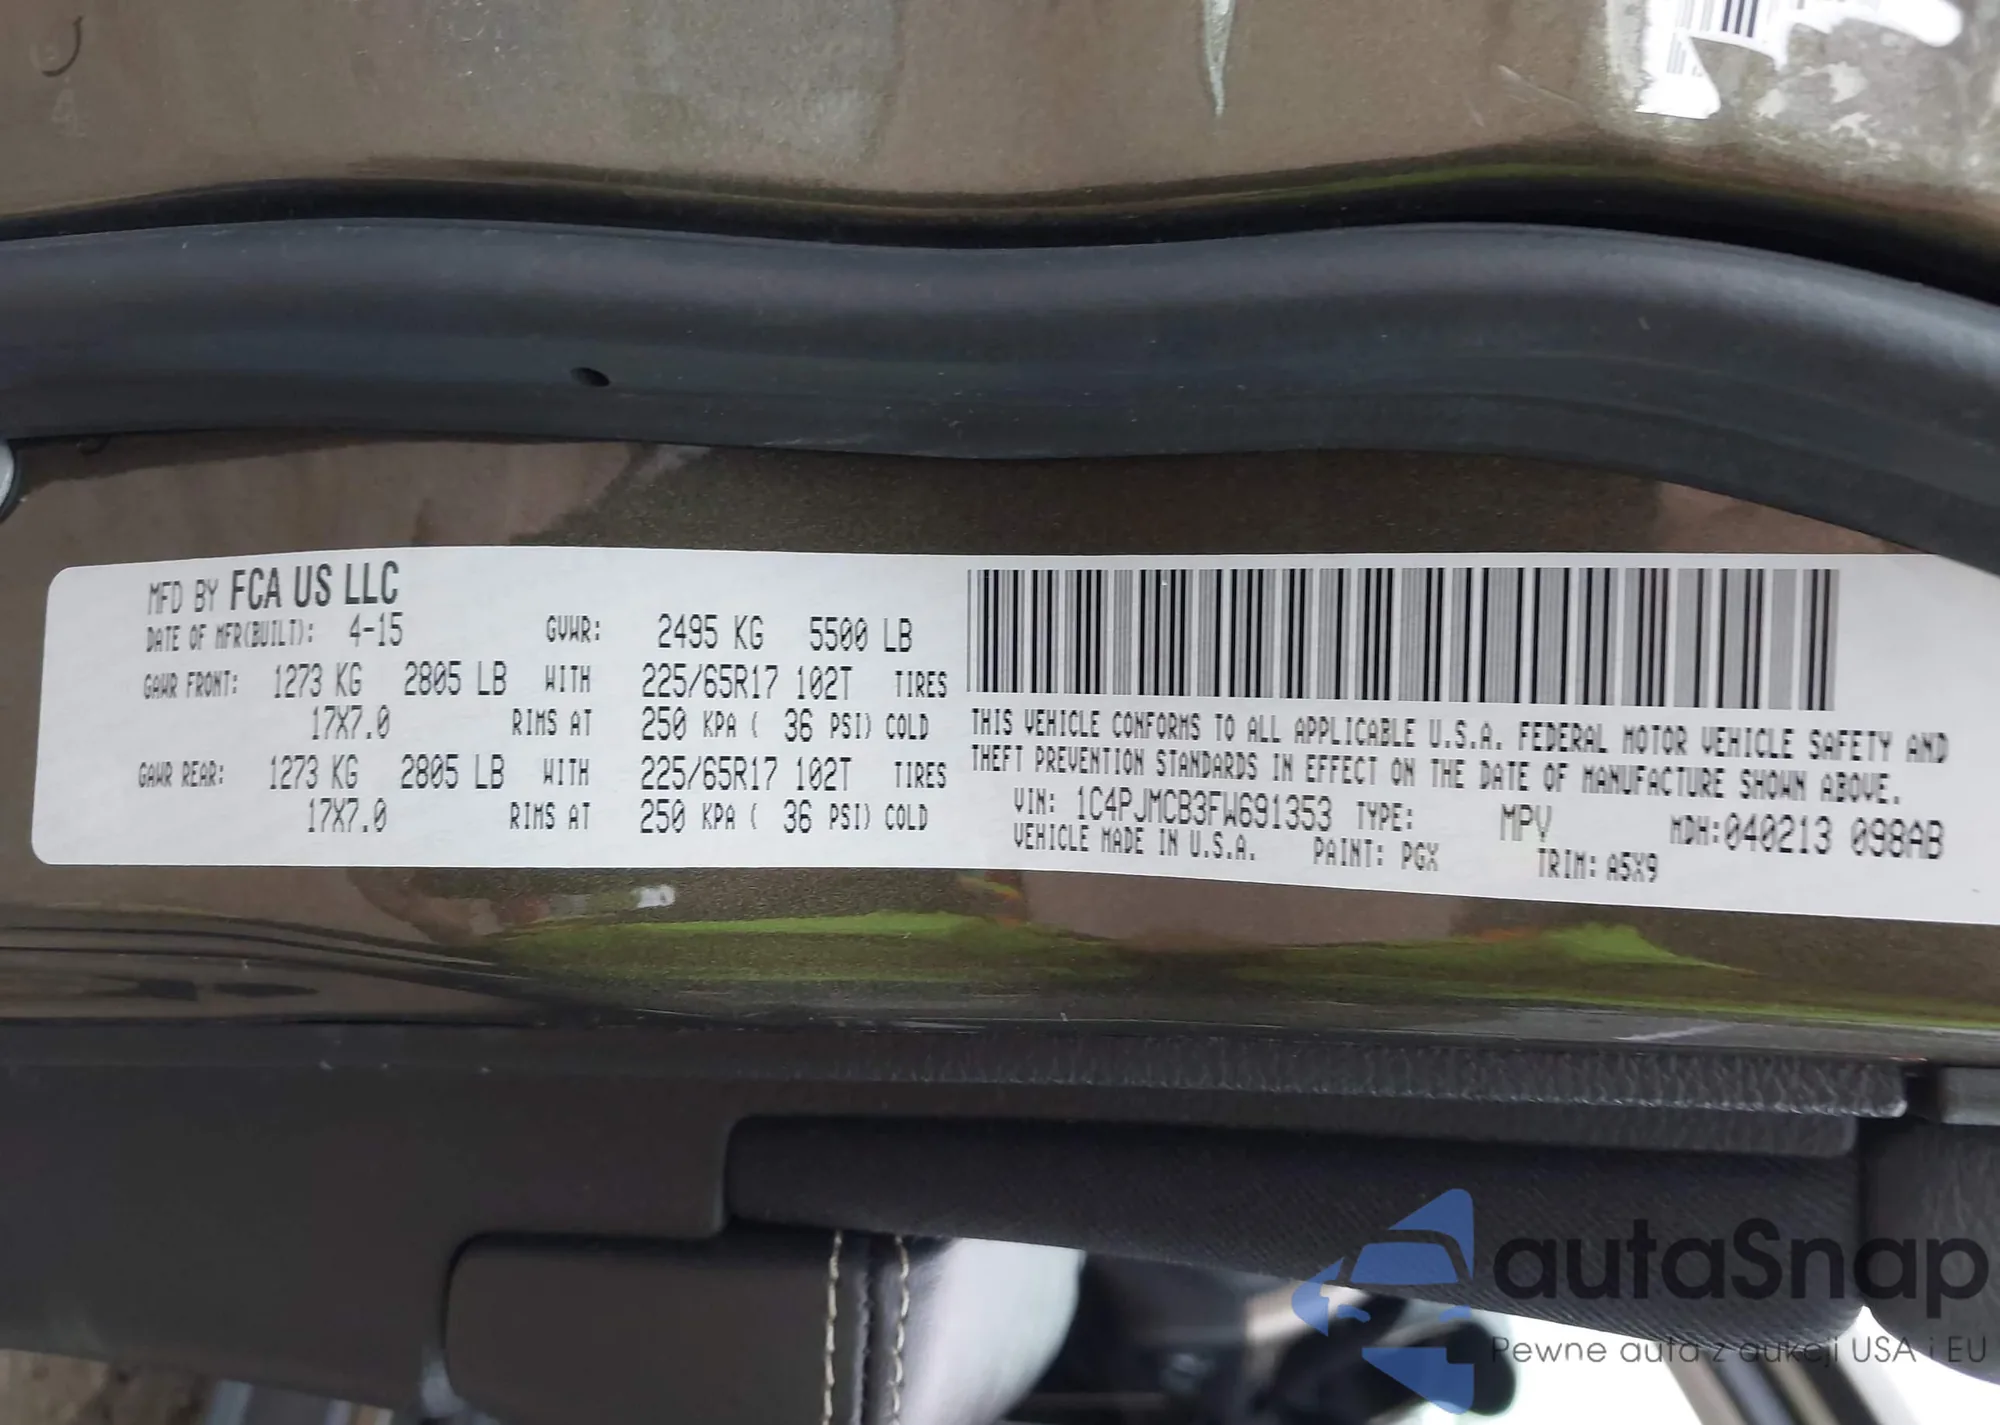 MFD BY FCA US LLC
DATE OF MFR(BUILT): 4-15 GVWR: 2495 KG 5500 LB
GAWR FRONT: 1273 KG 2805 LB WITH 225/65R17 102T TIRES
17X7.0 RIMS AT 250 KPA ( 36 PSI) COLD
GAWR REAR: 1273 KG 2805 LB WITH 225/65R17 102T TIRES
17X7.0 RIMS AT 250 KPA ( 36 PSI) COLD
THIS VEHICLE CONFORMS TO ALL APPLICABLE U.S.A. FEDERAL MOTOR VEHICLE SAFETY AND
THEFT PREVENTION STANDARDS IN EFFECT ON THE DATE OF MANUFACTURE SHOWN ABOVE.
VIN: 1C4PJMCB3FW691353 TYPE: MPV MDH:040213 098AB
VEHICLE MADE IN U.S.A. PAINT: PGX TRIM: A5X9
autaSnap
Pewne auta z aukcji USA i EU